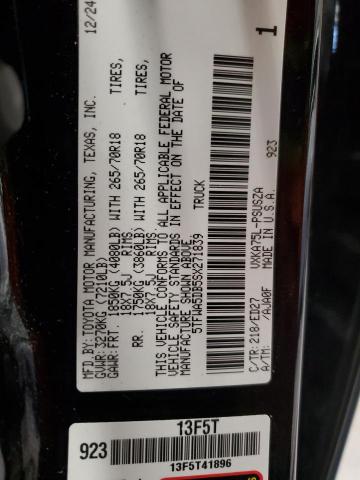 MFD.BY: TOYOTA MOTOR MANUFACTURING, TEXAS, INC. 12/24
GVWR: 3270KG (7210LB)
GAWR: FRT. 1850KG (4080LB) WITH 265/70R18 TIRES,
18X7.5J RIMS,
RR. 1750KG (3860LB) WITH 265/70R18 TIRES,
18X7.5J RIMS.
THIS VEHICLE CONFORMS TO ALL APPLICABLE FEDERAL MOTOR
VEHICLE SAFETY STANDARDS IN EFFECT ON THE DATE OF
MANUFACTURE SHOWN ABOVE.
5TFWA5DB5SX271839 TRUCK
923
C/TR: 218/ED27 VXKA75L-PSUSZA
A/TM: /AJA0F MADE IN U.S.A. 1
923
13F5T
13F5T41896